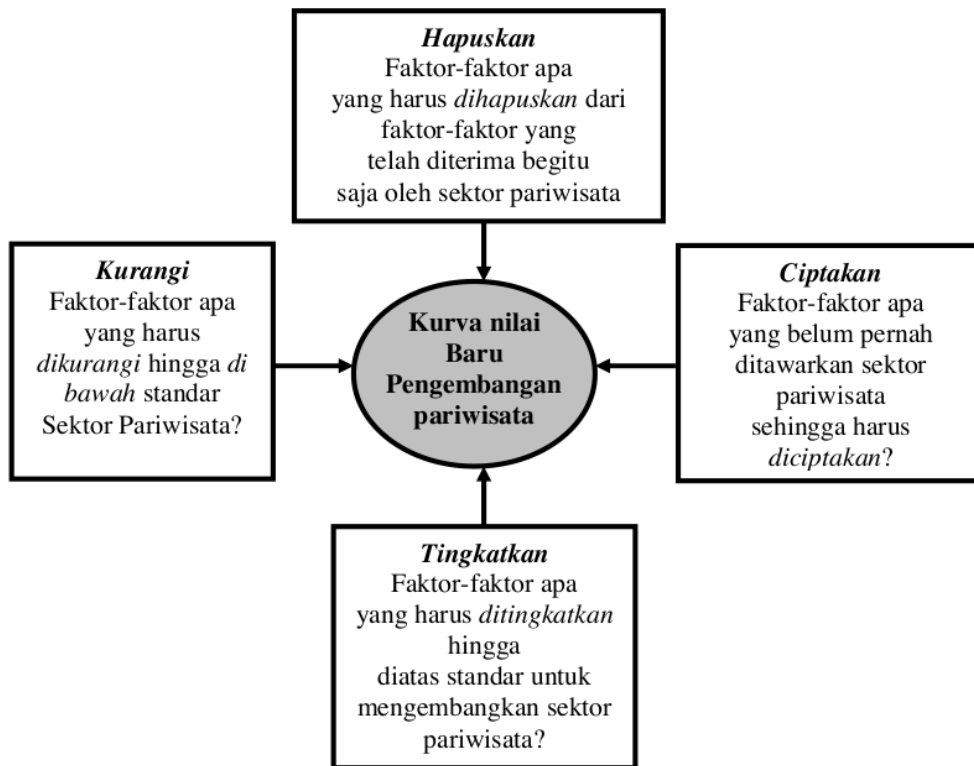 Hapuskan
Faktor-faktor apa
yang harus dihapuskan dari
faktor-faktor yang
telah diterima begitu
saja oleh sektor pariwisata
Kurangi
Faktor-faktor apa
yang harus
dikurangi hingga di
bawah standar
Sektor Pariwisata?
Kurva nilai
Baru
Pengembangan
pariwisata
Ciptakan
Faktor-faktor apa
yang belum pernah
ditawarkan sektor
pariwisata
sehingga harus
diciptakan?
Tingkatkan
Faktor-faktor apa
yang harus ditingkatkan
hingga
diatas standar untuk
mengembangkan sektor
pariwisata?